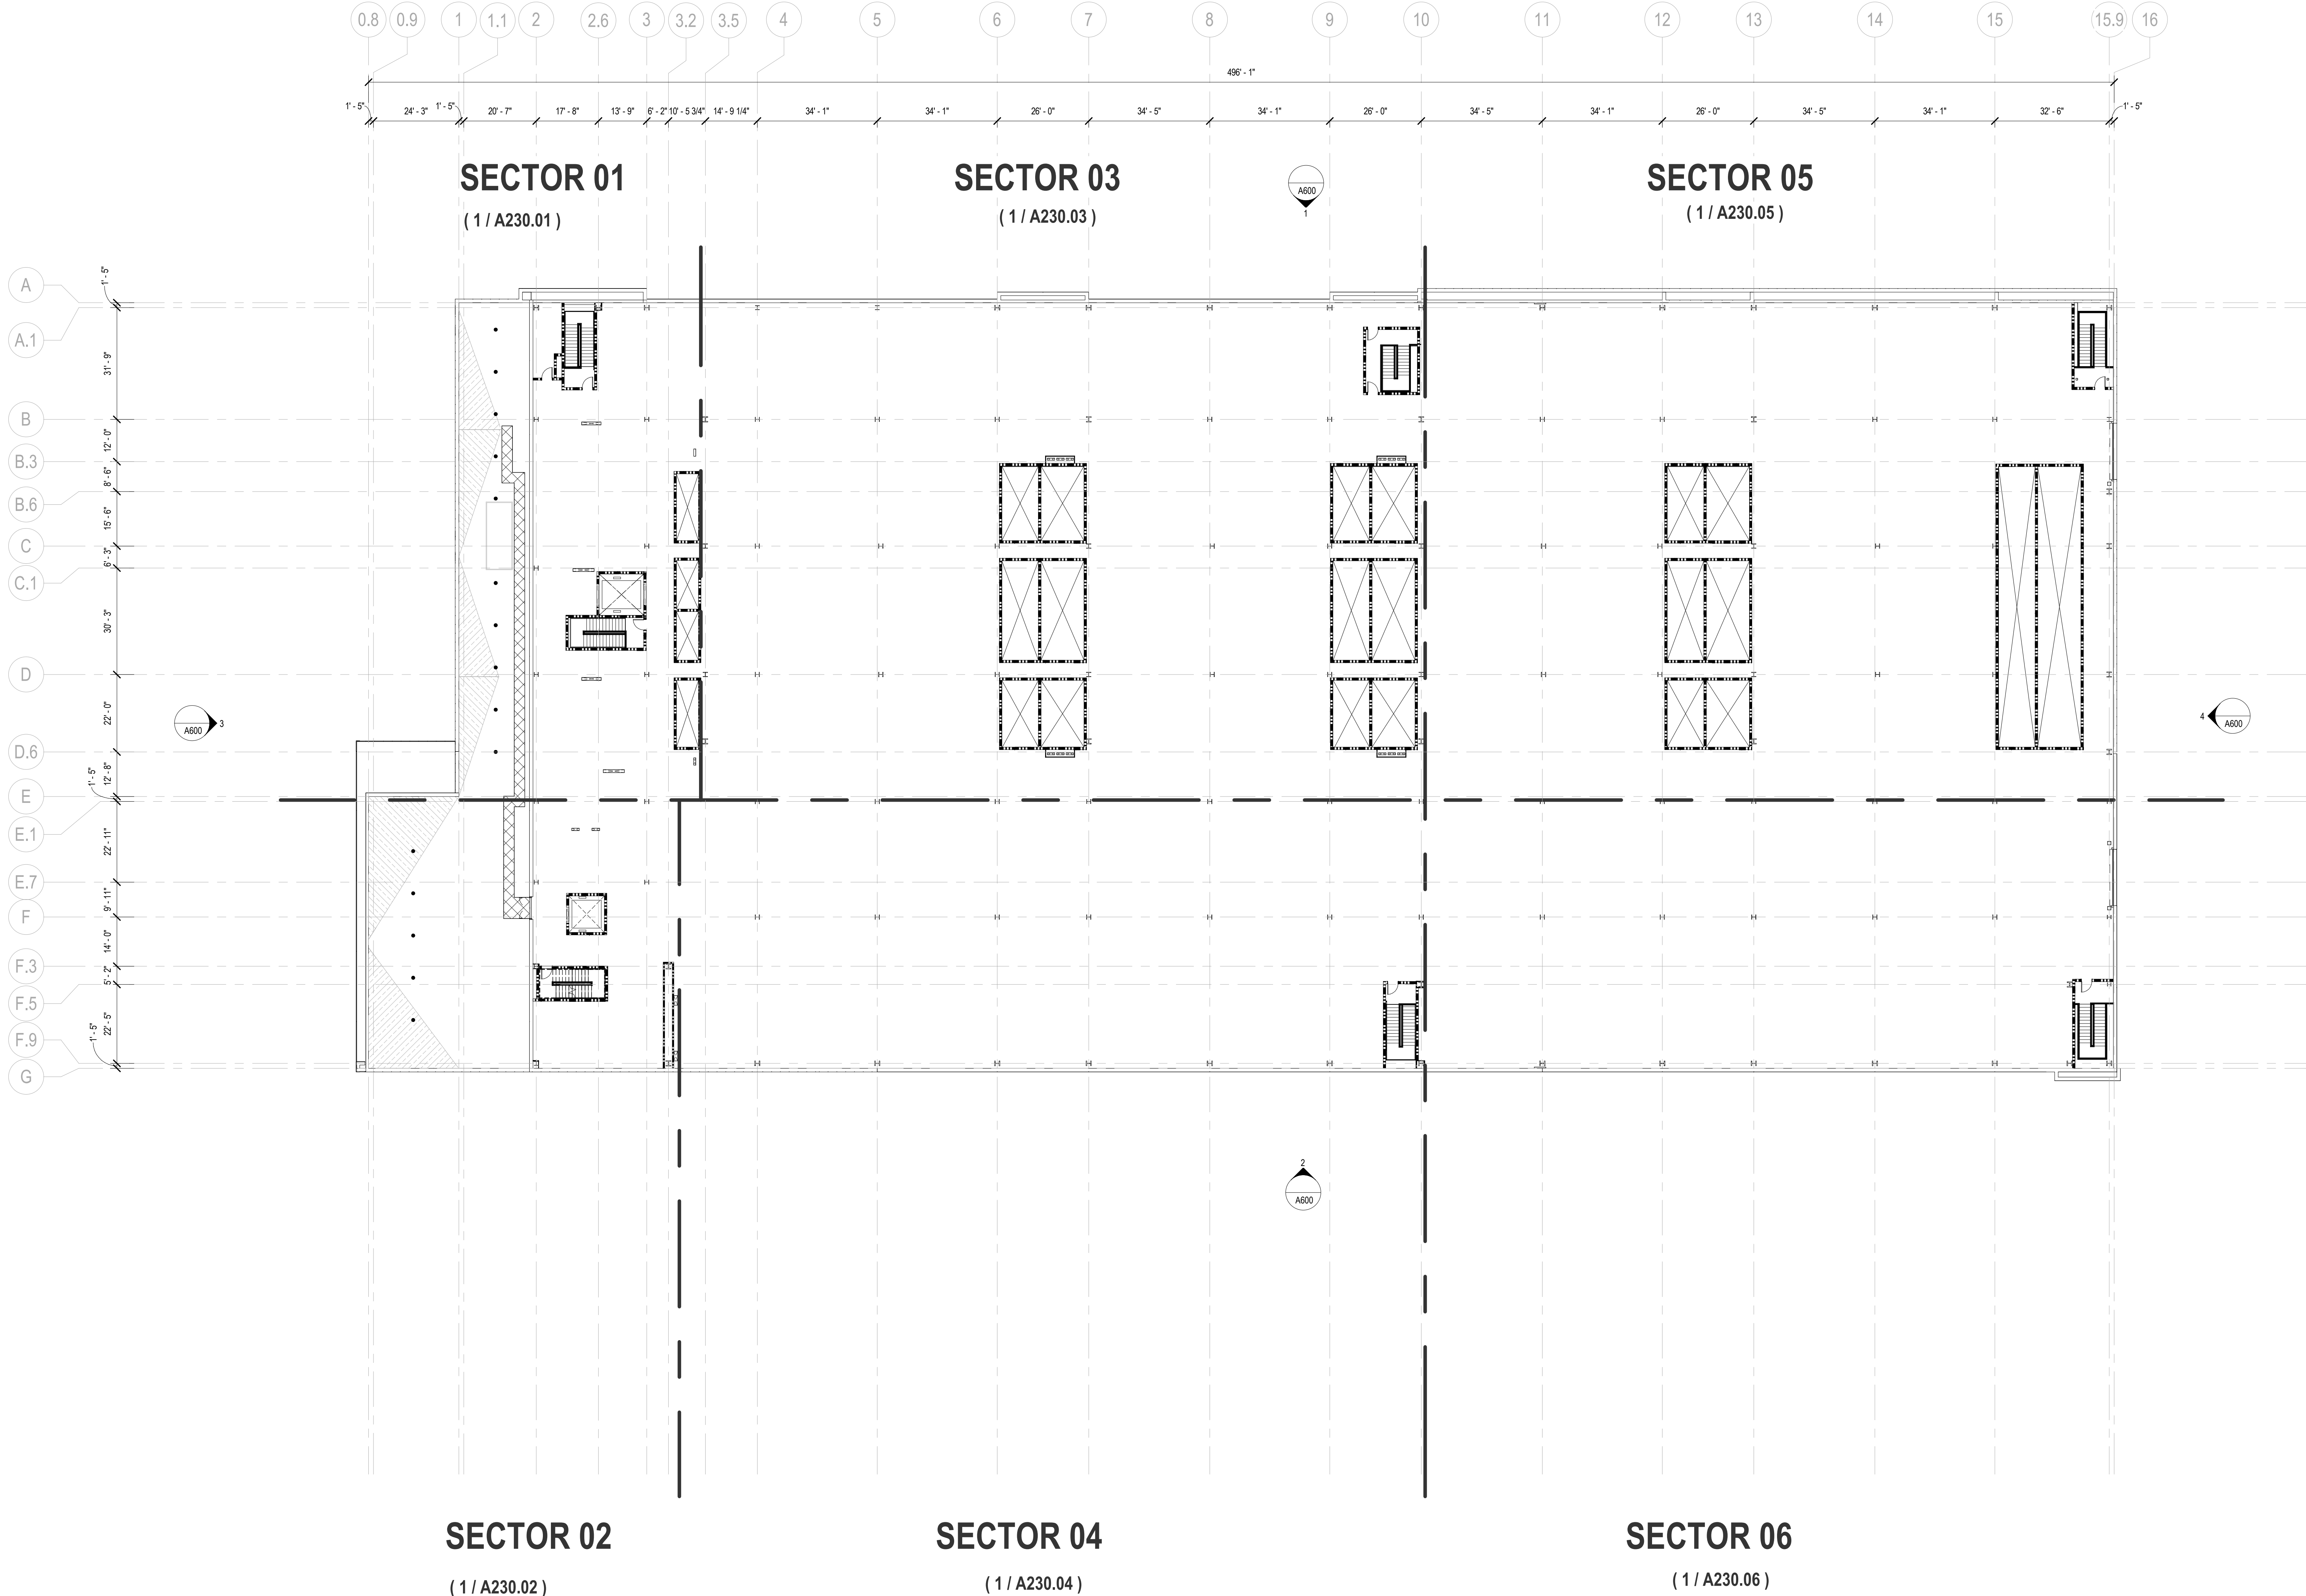 0.8 0.9 1 1.1 2 2.6 3 3.2 3.5 4 5 6 7 8 9 10 11 12 13 14 15 15.9 16
496' - 1"
1' - 5" 24' - 3" 1' - 5" 20' - 7" 17' - 8" 13' - 9" 6' - 2" 10' - 5 3/4" 14' - 9 1/4" 34' - 1" 34' - 1" 26' - 0" 34' - 5" 34' - 1" 26' - 0" 34' - 5" 34' - 1" 26' - 0" 34' - 5" 34' - 1" 32' - 6" 1' - 5"
SECTOR 01
( 1 / A230.01 )
SECTOR 03
( 1 / A230.03 )
A600
1
SECTOR 05
( 1 / A230.05 )
A
1' - 5"
A.1
31' - 9"
B
12' - 0"
B.3
8' - 6"
B.6
15' - 6"
C
6' - 3"
C.1
30' - 3"
D
22' - 0"
A600
3
4
A600
D.6
12' - 8"
1' - 5"
E
E.1
22' - 11"
E.7
9' - 11"
F
14' - 0"
F.3
5' - 2"
F.5
22' - 5"
1' - 5"
F.9
G
2
A600
SECTOR 02
( 1 / A230.02 )
SECTOR 04
( 1 / A230.04 )
SECTOR 06
( 1 / A230.06 )